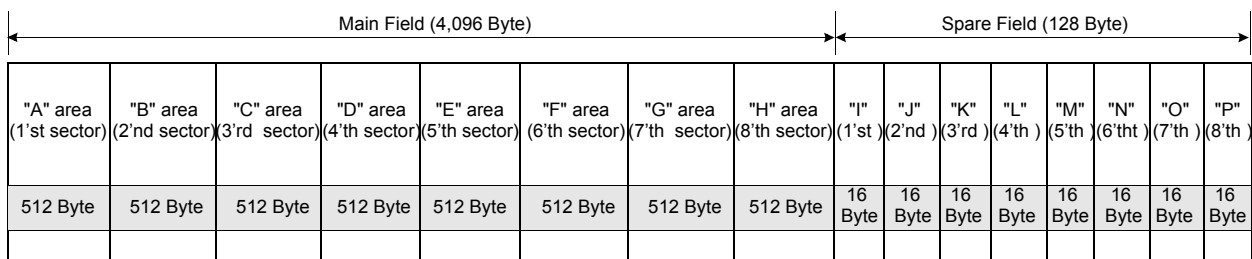 Main Field (4,096 Byte)
Spare Field (128 Byte)
"A" area
(1'st sector)
"B" area
(2'nd sector)
"C" area
(3'rd sector)
"D" area
(4'th sector)
"E" area
(5'th sector)
"F" area
(6'th sector)
"G" area
(7'th sector)
"H" area
(8'th sector)
"I"
(1'st )
"J"
(2'nd )
"K"
(3'rd )
"L"
(4'th )
"M"
(5'th )
"N"
(6'tht )
"O"
(7'th )
"P"
(8'th )
512 Byte
512 Byte
512 Byte
512 Byte
512 Byte
512 Byte
512 Byte
512 Byte
16
Byte
16
Byte
16
Byte
16
Byte
16
Byte
16
Byte
16
Byte
16
Byte